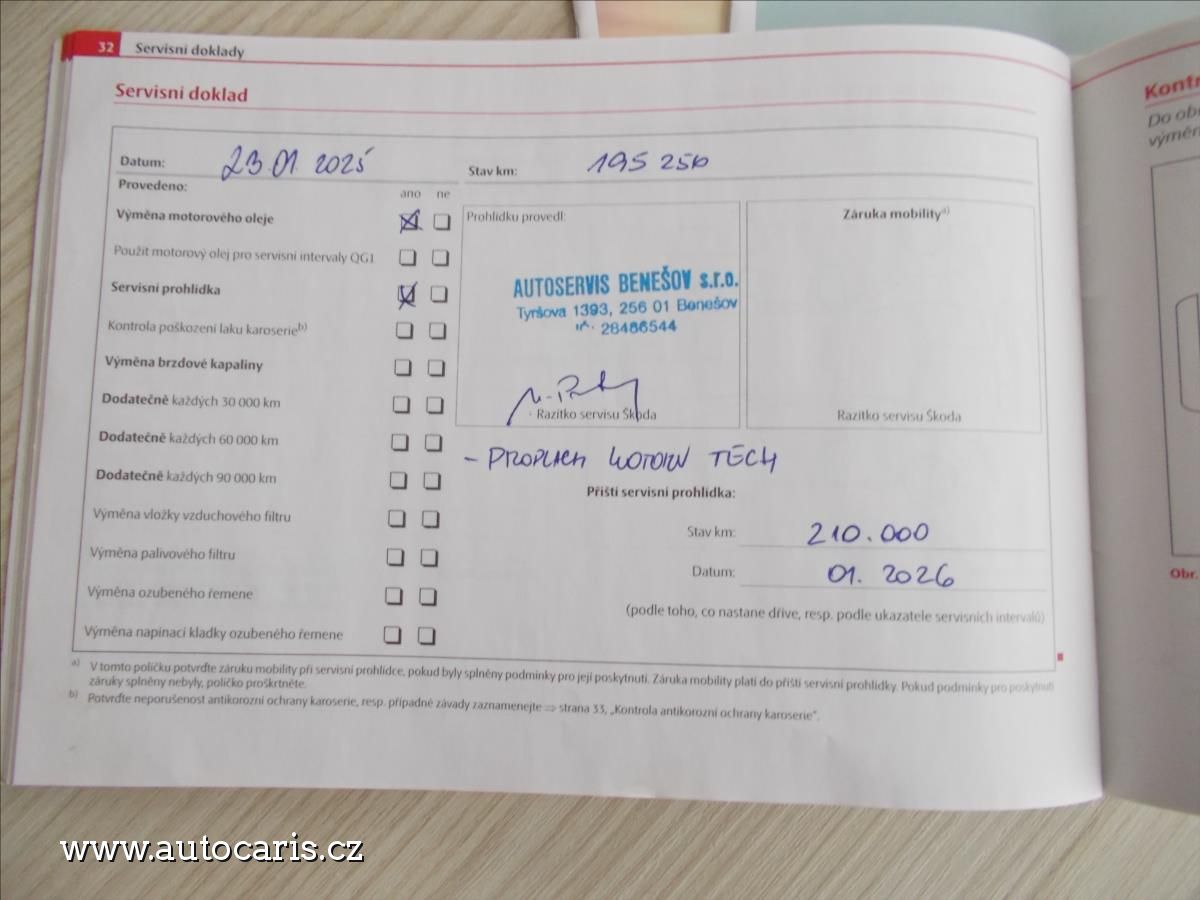 32 Servisní doklady
Servisní doklad
Datum: 23.01 2025 Stav km: 195 256
Provedeno: ano ne
Výměna motorového oleje
Použit motorový olej pro servisní intervaly QG1
Servisní prohlídka
Kontrola poškození laku karoserieb)
Výměna brzdové kapaliny
Dodatečně každých 30 000 km
Dodatečně každých 60 000 km
Dodatečně každých 90 000 km
Výměna vložky vzduchového filtru
Výměna palivového filtru
Výměna ozubeného řemene
Výměna napínací kladky ozubeného řemene
Prohlídku provedl:
AUTOSERVIS BENEŠOV s.r.o.
Tyršova 1393, 256 01 Benešov
28486544
Razítko servisu Škoda
Záruka mobilitya)
Razítko servisu Škoda
- PROPLACH MOTORU TECH
Příští servisní prohlídka:
Stav km: 210.000
Datum: 01. 2026
(podle toho, co nastane dříve, resp. podle ukazatele servisních intervalů)
a) V tomto políčku potvrďte záruku mobility při servisní prohlídce, pokud byly splněny podmínky pro její poskytnutí. Záruka mobility platí do příští servisní prohlídky. Pokud podmínky pro poskytnutí
záruky splněny nebyly, políčko proškrtněte.
b) Potvrďte neporušenost antikorozní ochrany karoserie, resp. případné závady zaznamenejte ⇒ strana 33, „Kontrola antikorozní ochrany karoserie“.
Kontr
Do ob
výměn
Obr.
www.autocaris.cz